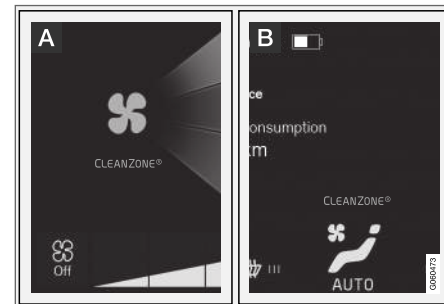 A
CLEANZONE®
Off
B
ce
onsumption
km
CLEANZONE®
AUTO
G060473